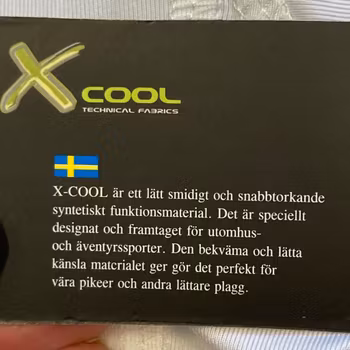 X COOL
TECHNICAL FABRICS
X-COOL är ett lätt smidigt och snabbtorkande
syntetiskt funktionsmaterial. Det är speciellt
designat och framtaget för utomhus-
och äventyrssporter. Den bekväma och lätta
känsla matcrialet ger gör det perfekt för
våra pikeer och andra lättare plagg.